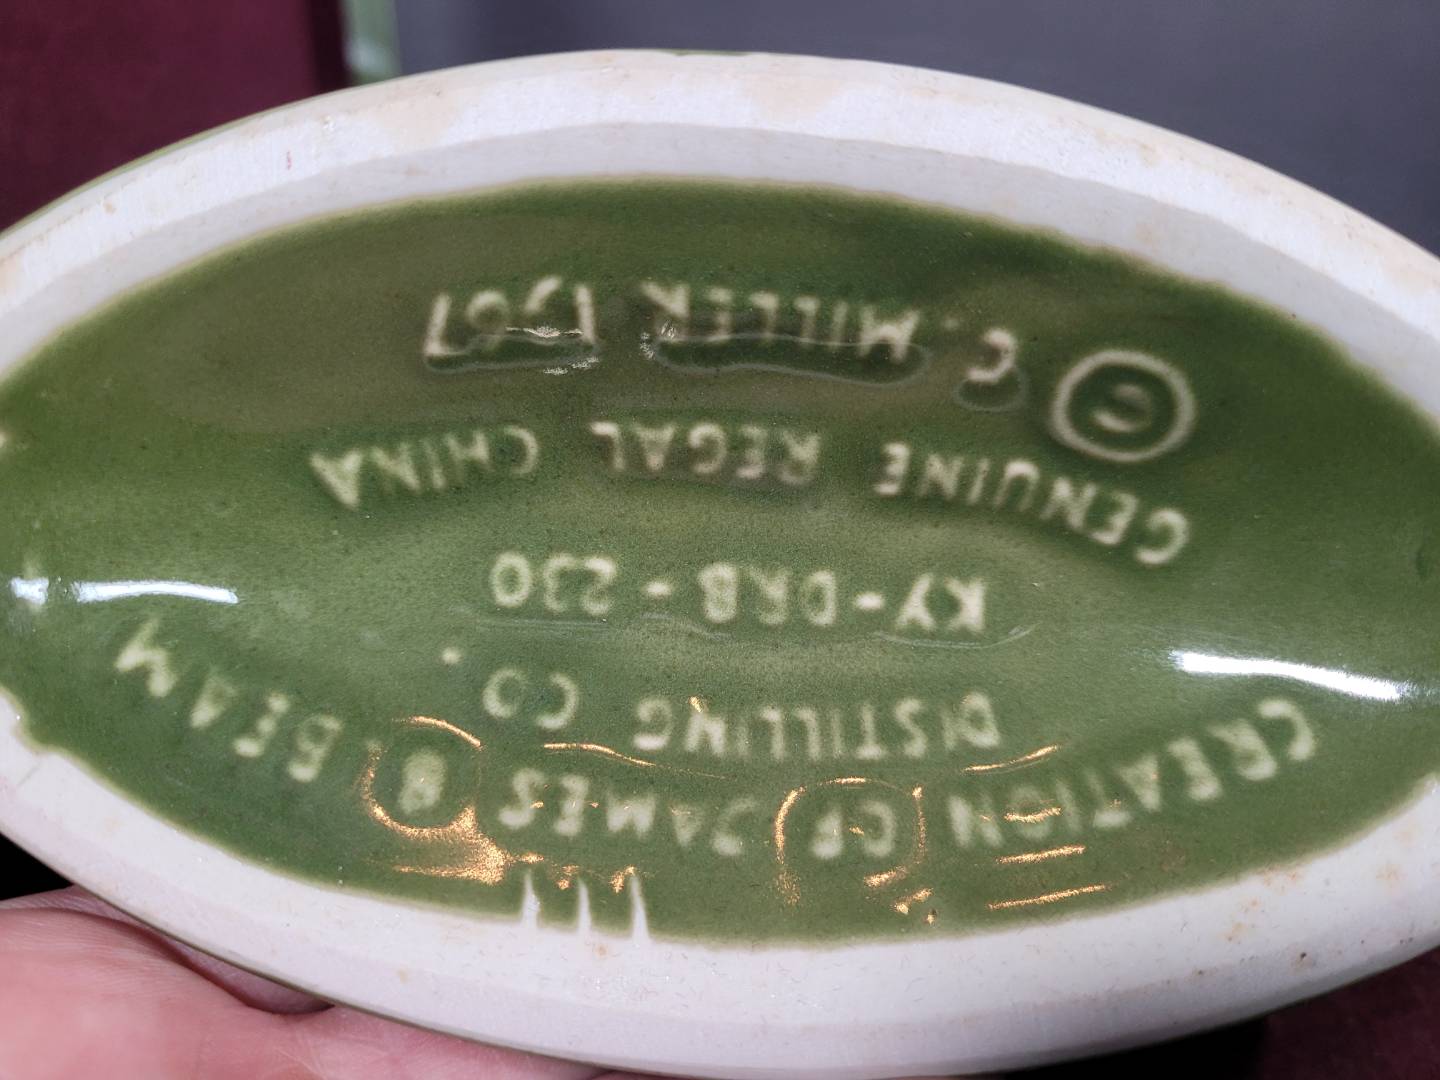 CREATION OF JAMES B. BEAM
DISTILLING CO.
KY-DRB-230
GENUINE REGAL CHINA
© C. MILLER 1967